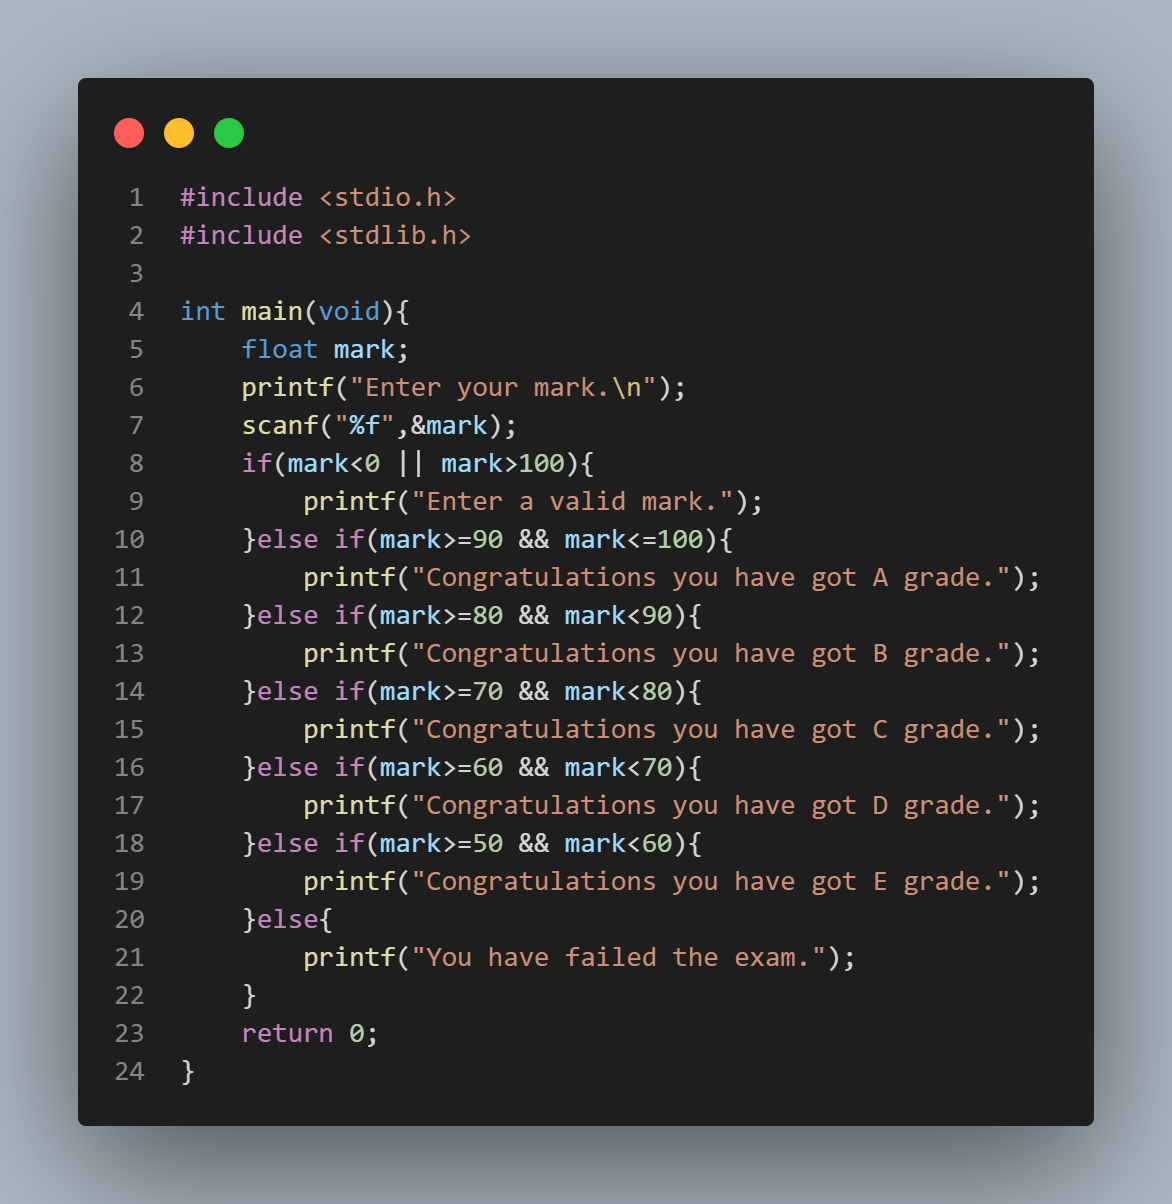 1 #include <stdio.h>
2 #include <stdlib.h>
3
4 int main(void){
5     float mark;
6     printf("Enter your mark.\n");
7     scanf("%f",&mark);
8     if(mark<0 || mark>100){
9         printf("Enter a valid mark.");
10     }else if(mark>=90 && mark<=100){
11         printf("Congratulations you have got A grade.");
12     }else if(mark>=80 && mark<90){
13         printf("Congratulations you have got B grade.");
14     }else if(mark>=70 && mark<80){
15         printf("Congratulations you have got C grade.");
16     }else if(mark>=60 && mark<70){
17         printf("Congratulations you have got D grade.");
18     }else if(mark>=50 && mark<60){
19         printf("Congratulations you have got E grade.");
20     }else{
21         printf("You have failed the exam.");
22     }
23     return 0;
24 }